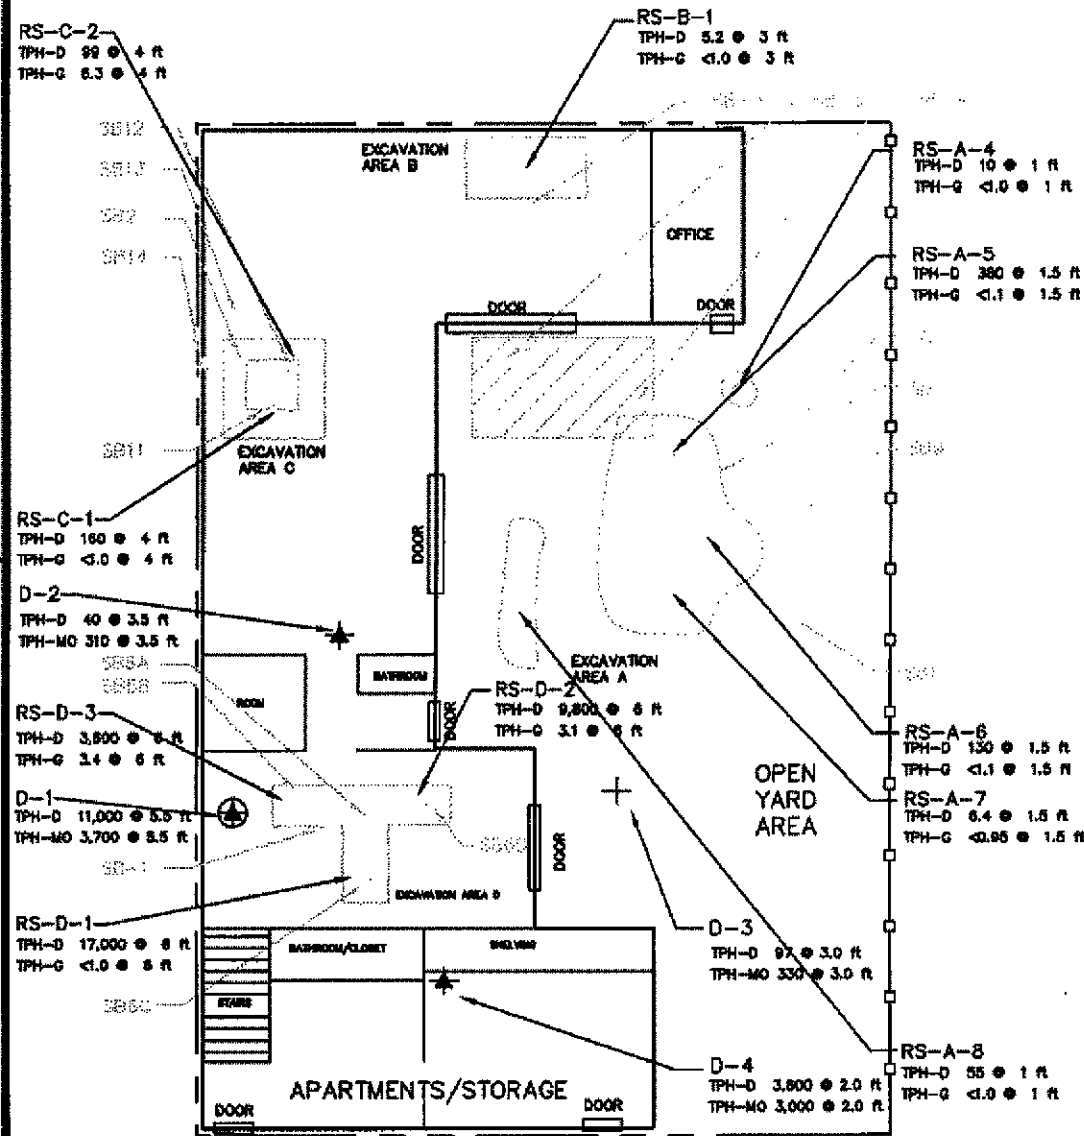 RS-C-2
TPH-D 99 @ 4 ft
TPH-G 6.3 @ 4 ft
RS-B-1
TPH-D 5.2 @ 3 ft
TPH-G <1.0 @ 3 ft
SB12
SB13
SB2
SB14
EXCAVATION
AREA B
OFFICE
DOOR
DOOR
RS-A-4
TPH-D 10 @ 1 ft
TPH-G <1.0 @ 1 ft
RS-A-5
TPH-D 380 @ 1.5 ft
TPH-G <1.1 @ 1.5 ft
SB11
EXCAVATION
AREA C
RS-C-1
TPH-D 160 @ 4 ft
TPH-G @ 4 ft
DOOR
D-2
TPH-D 40 @ 3.5 ft
TPH-MO 310 @ 3.5 ft
BATHROOM
ROOM
DOOR
EXCAVATION
AREA A
RS-D-2
TPH-D 9,800 @ 6 ft
TPH-G 3.1 @ 6 ft
RS-D-3
TPH-D @ 6 ft
TPH-G 3.4 @ 6 ft
RS-A-6
TPH-D 130 @ 1.5 ft
TPH-G <1.1 @ 1.5 ft
OPEN
YARD
AREA
RS-A-7
TPH-D 6.4 @ 1.5 ft
TPH-G <0.95 @ 1.5 ft
D-1
TPH-D 11,000 @ 5.5 ft
TPH-MO 3,700 @ 5.5 ft
DOOR
EXCAVATION AREA D
RS-D-1
TPH-D 17,000 @ 6 ft
TPH-G <1.0 @ 6 ft
D-3
TPH-D 97 @ 3.0 ft
TPH-MO 330 @ 3.0 ft
BATHROOM/CLOSET
SHELVING
STAIRS
RS-A-8
TPH-D 55 @ 1 ft
TPH-G <1.0 @ 1 ft
D-4
TPH-D @ 2.0 ft
TPH-MO 3,000 @ 2.0 ft
APARTMENTS/STORAGE
DOOR
DOOR